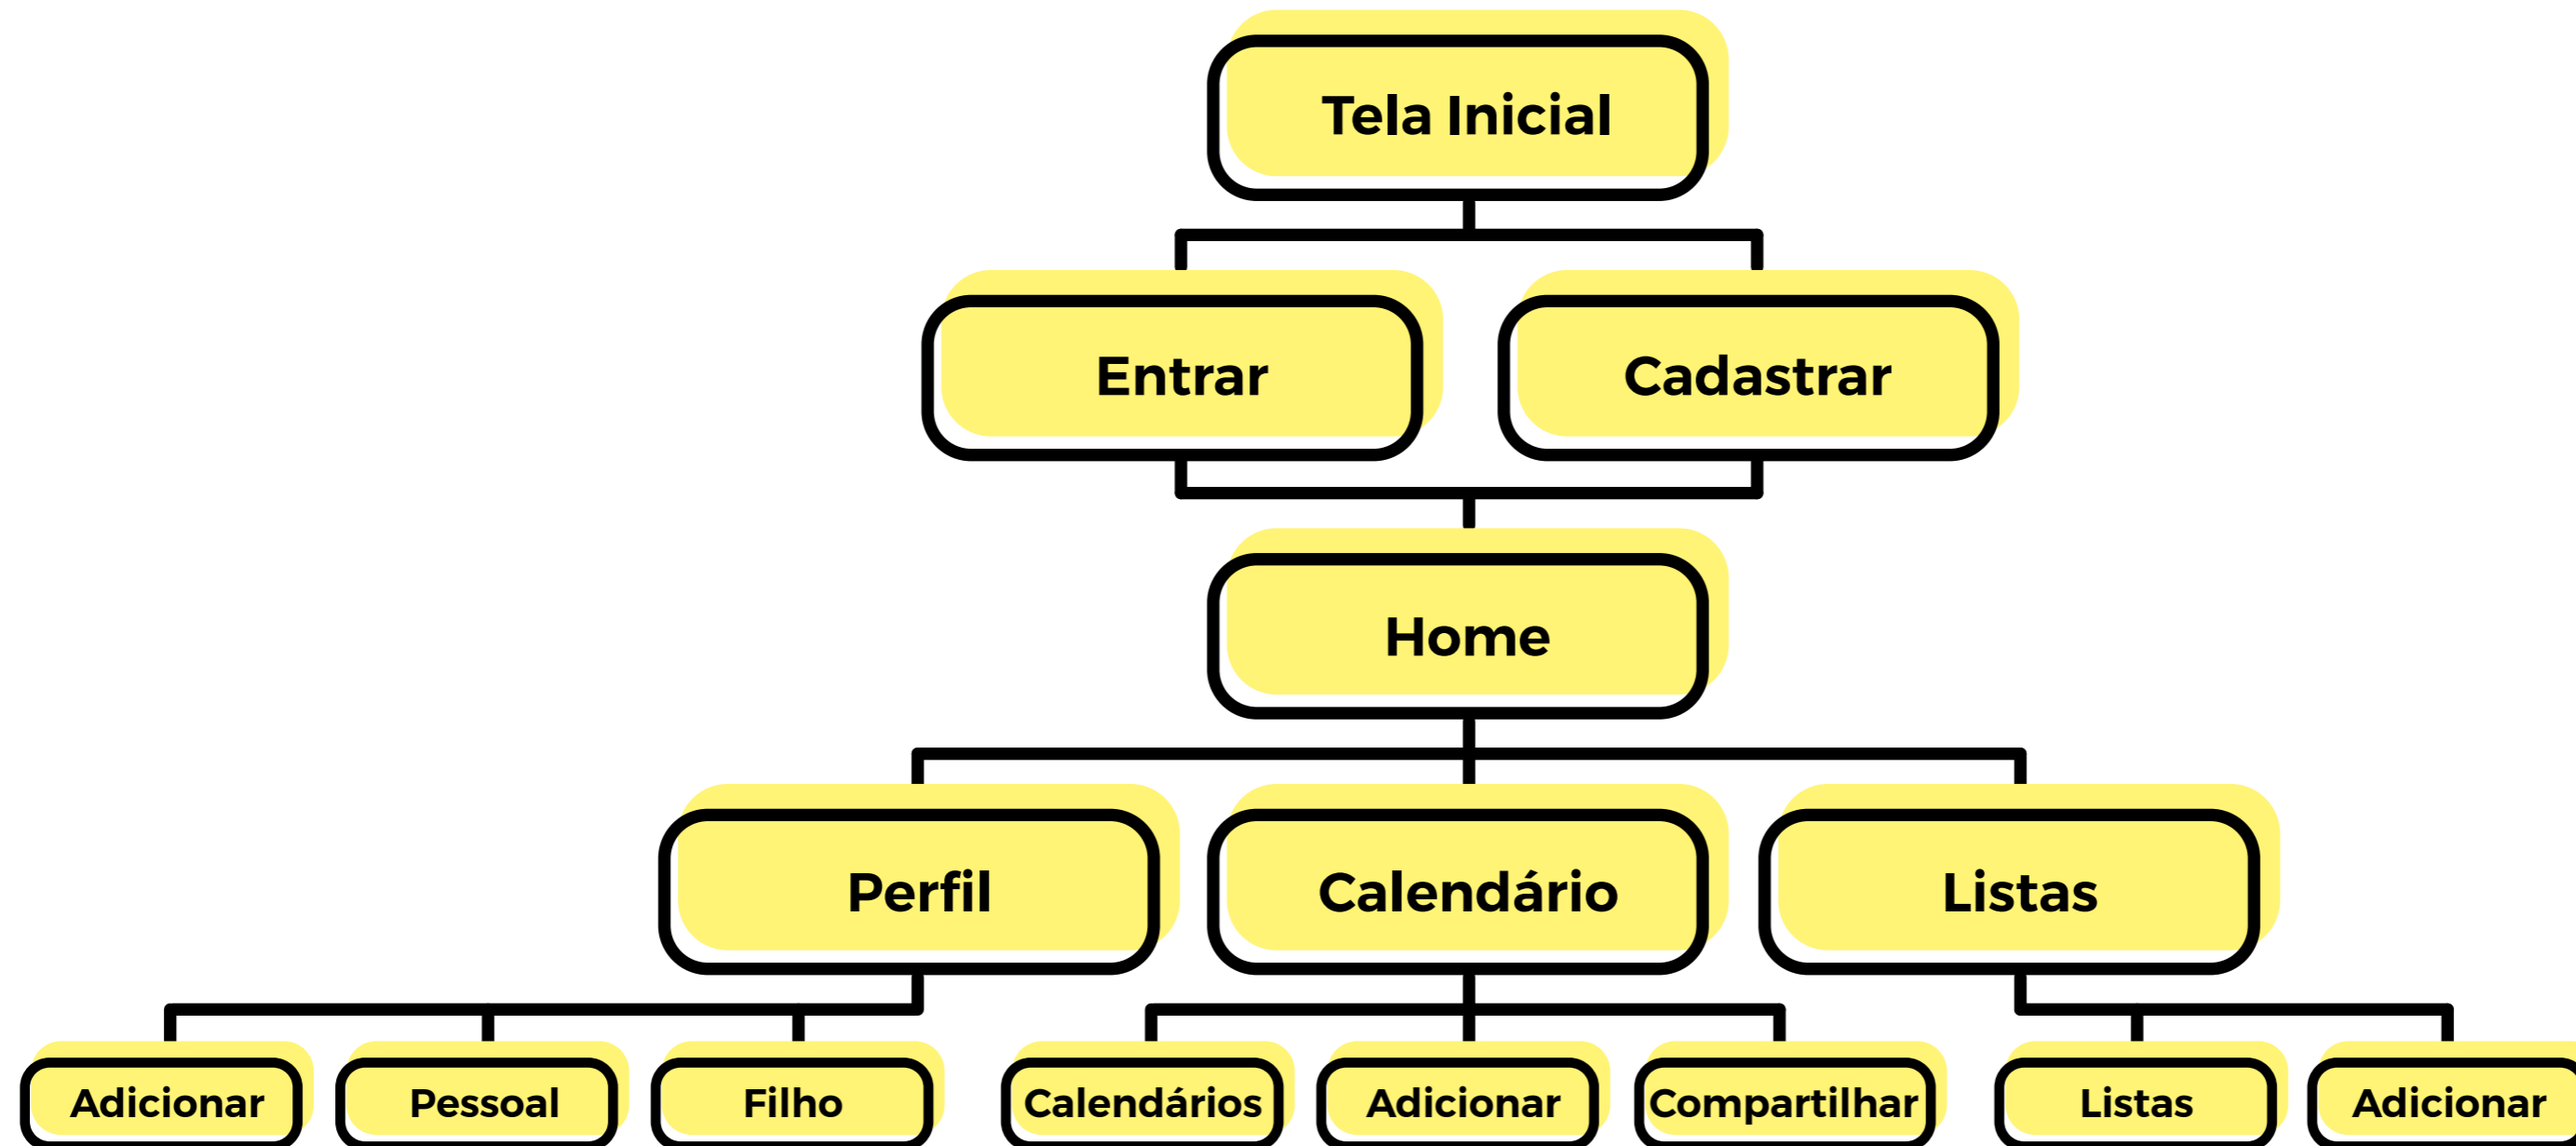 Tela Inicial
Entrar
Cadastrar
Home
Perfil
Calendário
Listas
Adicionar
Pessoal
Filho
Calendários
Adicionar
Compartilhar
Listas
Adicionar